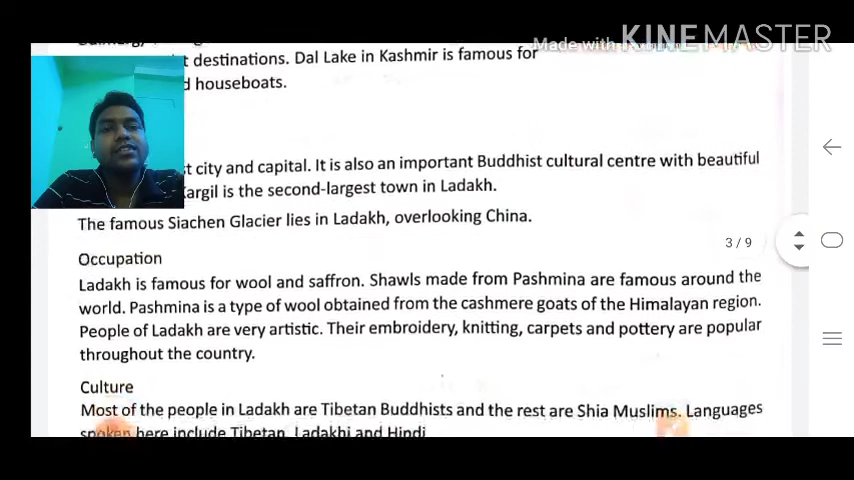 Made with KINEMASTER
t destinations. Dal Lake in Kashmir is famous for
d houseboats.
t city and capital. It is also an important Buddhist cultural centre with beautiful
Kargil is the second-largest town in Ladakh.
The famous Siachen Glacier lies in Ladakh, overlooking China.
3/9
Occupation
Ladakh is famous for wool and saffron. Shawls made from Pashmina are famous around the
world. Pashmina is a type of wool obtained from the cashmere goats of the Himalayan region.
People of Ladakh are very artistic. Their embroidery, knitting, carpets and pottery are popular
throughout the country.
Culture
Most of the people in Ladakh are Tibetan Buddhists and the rest are Shia Muslims. Languages
spoken here include Tibetan, Ladakhi and Hindi